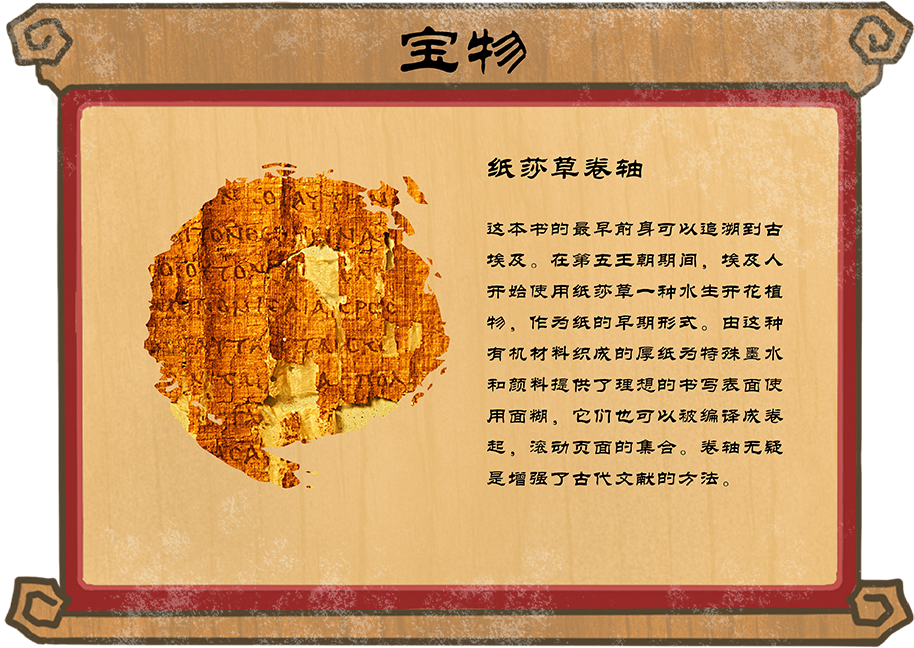 宝物
纸莎草卷轴
这本书的最早前身可以追溯到古
埃及。在第五王朝期间，埃及人
开始使用纸莎草一种水生开花植
物，作为纸的早期形式。由这种
有机材料织成的厚纸为特殊墨水
和颜料提供了理想的书写表面使
用面糊，它们也可以被编译成卷
起，滚动页面的集合。卷轴无疑
是增强了古代文献的方法。